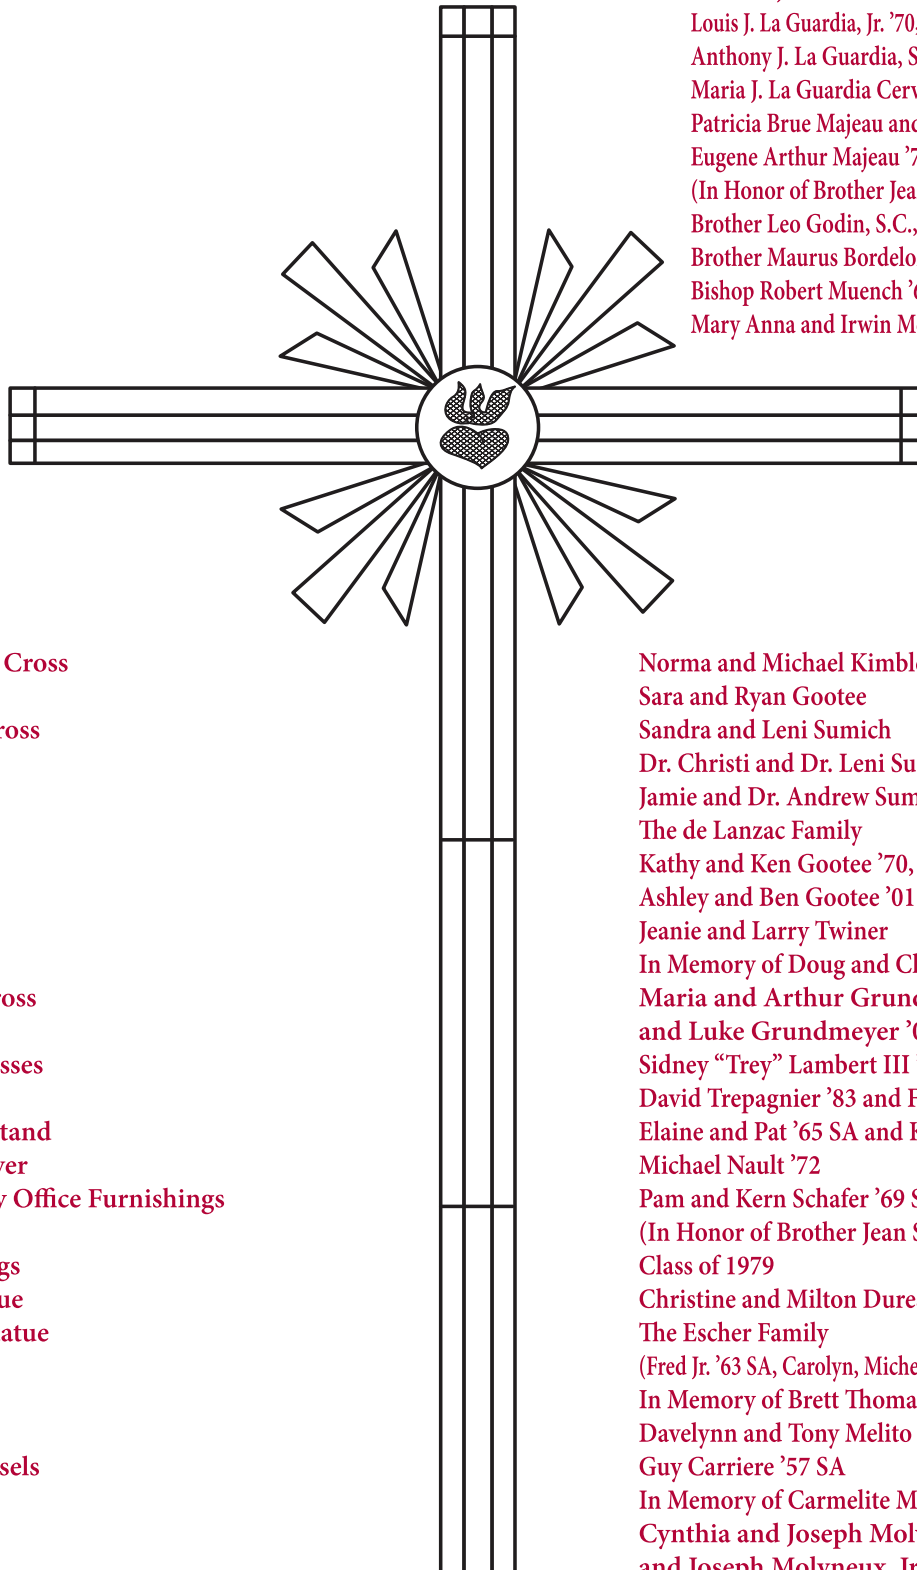 Louis J. La Guardia, Jr. ’70,
Anthony J. La Guardia, S
Maria J. La Guardia Cerv
Patricia Brue Majeau and
Eugene Arthur Majeau ’7
(In Honor of Brother Jea
Brother Leo Godin, S.C.,
Brother Maurus Bordelo
Bishop Robert Muench ’6
Mary Anna and Irwin M
Cross
Norma and Michael Kimbl
Sara and Ryan Gootee
ross
Sandra and Leni Sumich
Dr. Christi and Dr. Leni Su
Jamie and Dr. Andrew Sum
The de Lanzac Family
Kathy and Ken Gootee ’70,
Ashley and Ben Gootee ’01
Jeanie and Larry Twiner
In Memory of Doug and Cl
ross
Maria and Arthur Grund
and Luke Grundmeyer ’0
sses
Sidney “Trey” Lambert III ’
David Trepagnier ’83 and F
tand
Elaine and Pat ’65 SA and K
ver
Michael Nault ’72
y Office Furnishings
Pam and Kern Schafer ’69 S
(In Honor of Brother Jean S
gs
Class of 1979
ue
Christine and Milton Dure
atue
The Escher Family
(Fred Jr. ’63 SA, Carolyn, Miche
In Memory of Brett Thoma
Davelynn and Tony Melito
sels
Guy Carriere ’57 SA
In Memory of Carmelite M
Cynthia and Joseph Moly
and Joseph Molyneux, Jr